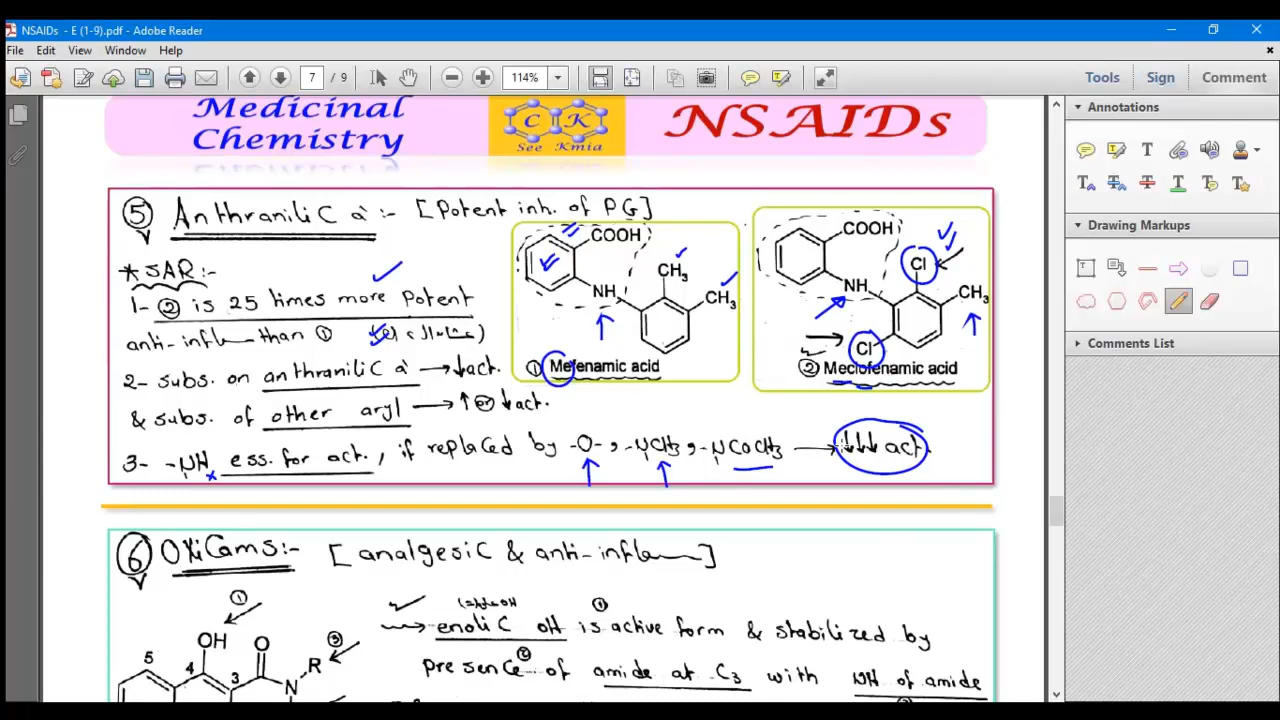 NSAIDs - E (1-9).pdf - Adobe Reader
File Edit View Window Help
7 / 9 114% Tools Sign Comment
Annotations
Drawing Markups
Comments List
Medicinal Chemistry
C K
See Kmia
NSAIDs
⑤ Anthranilic a :- [Potent inh. of PG]
*SAR:-
1- ② is 25 times more Potent
anti-infl than ①
2- subs. on anthranilic a → ↓act.
& subs. of other aryl → ↑ or ↓ act.
3- -NH ess. for act., if replaced by -O- , -NCH3, -NCOCH3 → ↓↓↓ act.
COOH
NH
CH3
CH3
① Mefenamic acid
COOH
Cl
NH
CH3
Cl
② Meclofenamic acid
⑥ Oxicams:- [analgesic & anti-infl]
①
OH O
③
R
5 4 3
N
enolic OH ① is active form & stabilized by
presence ② of amide at C3 with NH of amide